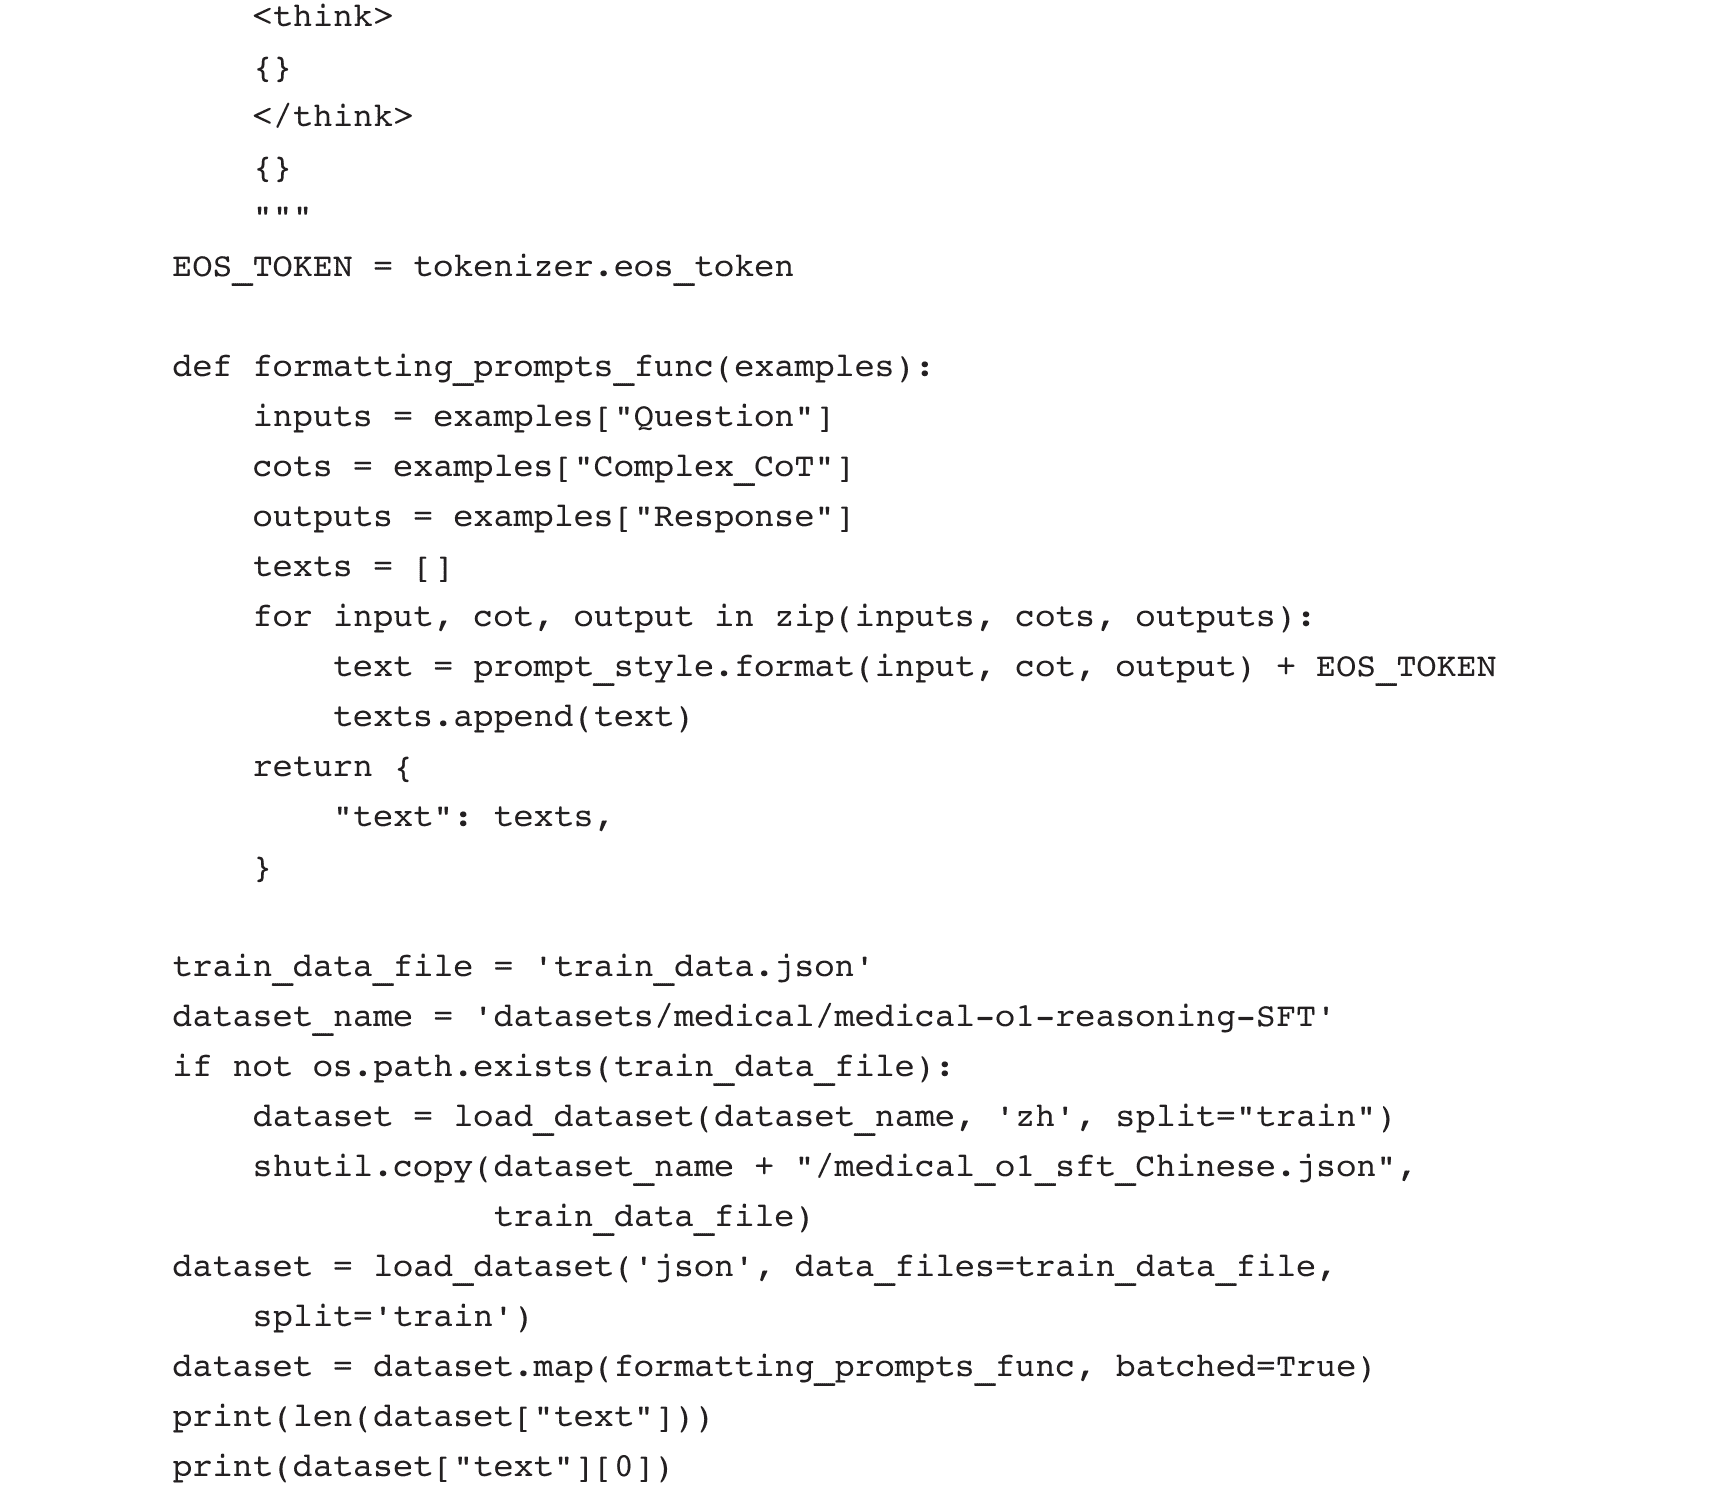 <think>
{}
</think>
{}
"""
EOS_TOKEN = tokenizer.eos_token
def formatting_prompts_func(examples):
inputs = examples["Question"]
cots = examples["Complex_CoT"]
outputs = examples["Response"]
texts = []
for input, cot, output in zip(inputs, cots, outputs):
text = prompt_style.format(input, cot, output) + EOS_TOKEN
texts.append(text)
return {
"text": texts,
}
train_data_file = 'train_data.json'
dataset_name = 'datasets/medical/medical-o1-reasoning-SFT'
if not os.path.exists(train_data_file):
dataset = load_dataset(dataset_name, 'zh', split="train")
shutil.copy(dataset_name + "/medical_o1_sft_Chinese.json",
train_data_file)
dataset = load_dataset('json', data_files=train_data_file,
split='train')
dataset = dataset.map(formatting_prompts_func, batched=True)
print(len(dataset["text"]))
print(dataset["text"][0])